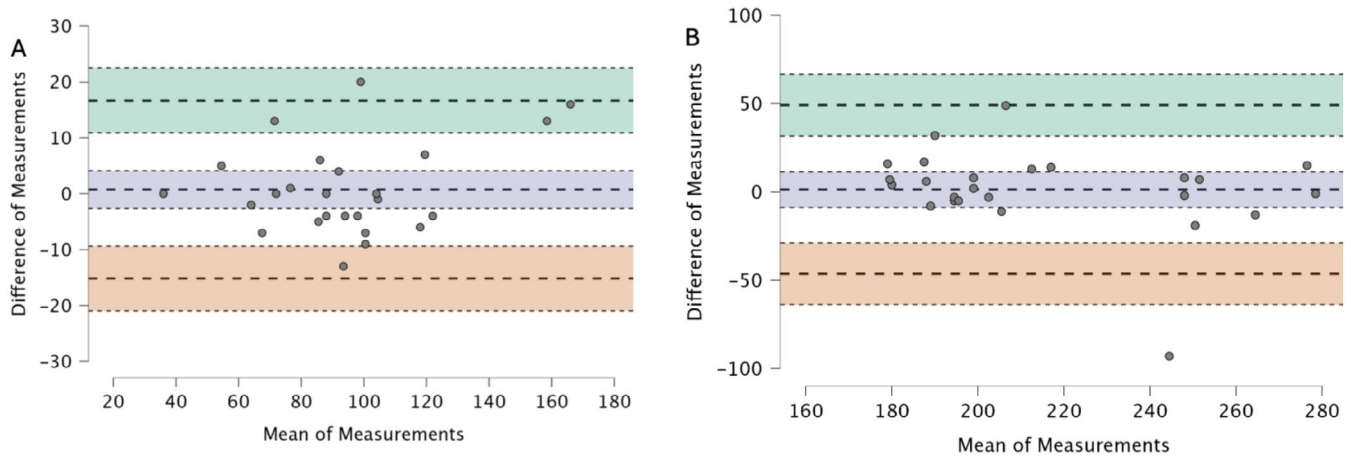 A
Difference of Measurements
30
20
10
0
−10
−20
−30
20 40 60 80 100 120 140 160 180
Mean of Measurements
B
Difference of Measurements
100
50
0
−50
−100
160 180 200 220 240 260 280
Mean of Measurements